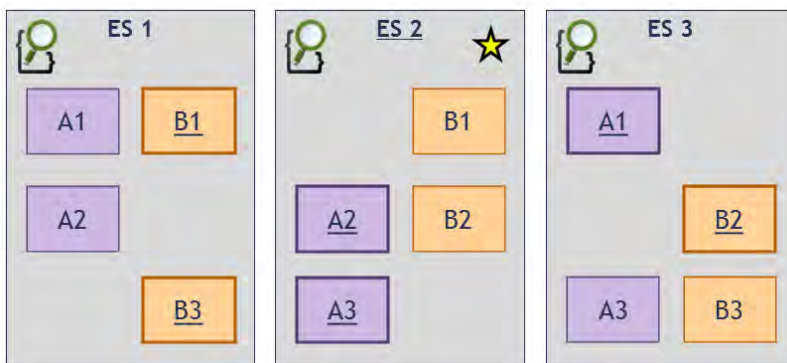 ES 1 ES 2 ES 3
A1 B1 B1 A1
A2 A2 B2 B2
B3 A3 A3 B3